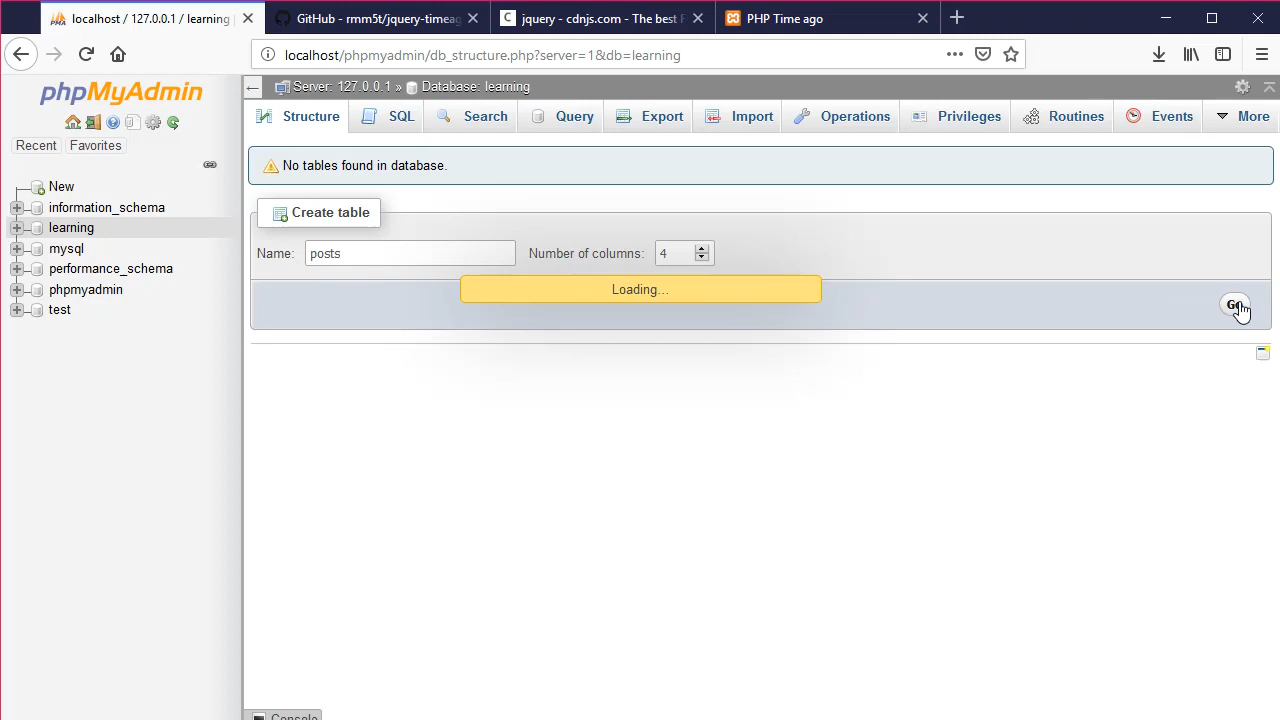 localhost / 127.0.0.1 / learning |
GitHub - rmm5t/jquery-timeag
jquery - cdnjs.com - The best F
PHP Time ago
localhost/phpmyadmin/db_structure.php?server=1&db=learning
phpMyAdmin
Recent
Favorites
New
information_schema
learning
mysql
performance_schema
phpmyadmin
test
Server: 127.0.0.1 » Database: learning
Structure
SQL
Search
Query
Export
Import
Operations
Privileges
Routines
Events
More
No tables found in database.
Create table
Name:
posts
Number of columns:
4
Loading...
Go
Console